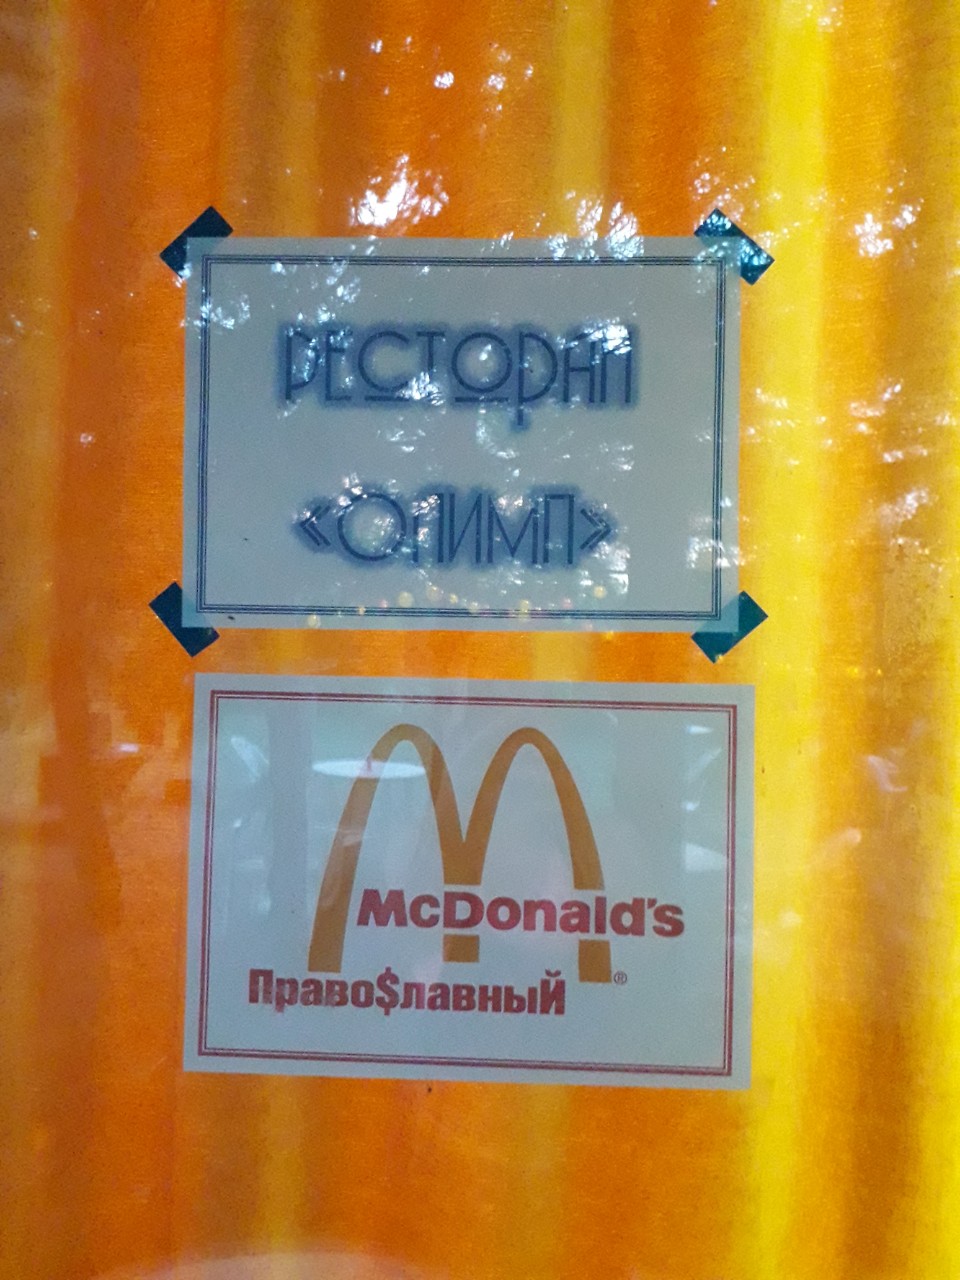 РЕСТОРАН
«ОЛИМП»
McDonald's
®
Право$лавный